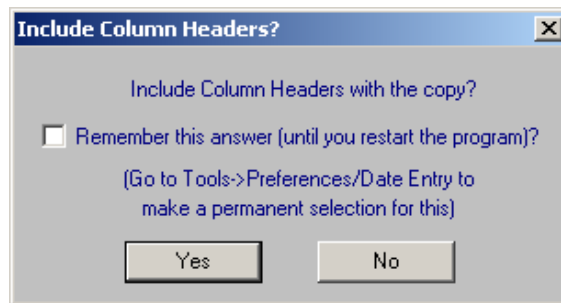 Include Column Headers?
Include Column Headers with the copy?
Remember this answer (until you restart the program)?
(Go to Tools->Preferences/Date Entry to
make a permanent selection for this)
Yes No